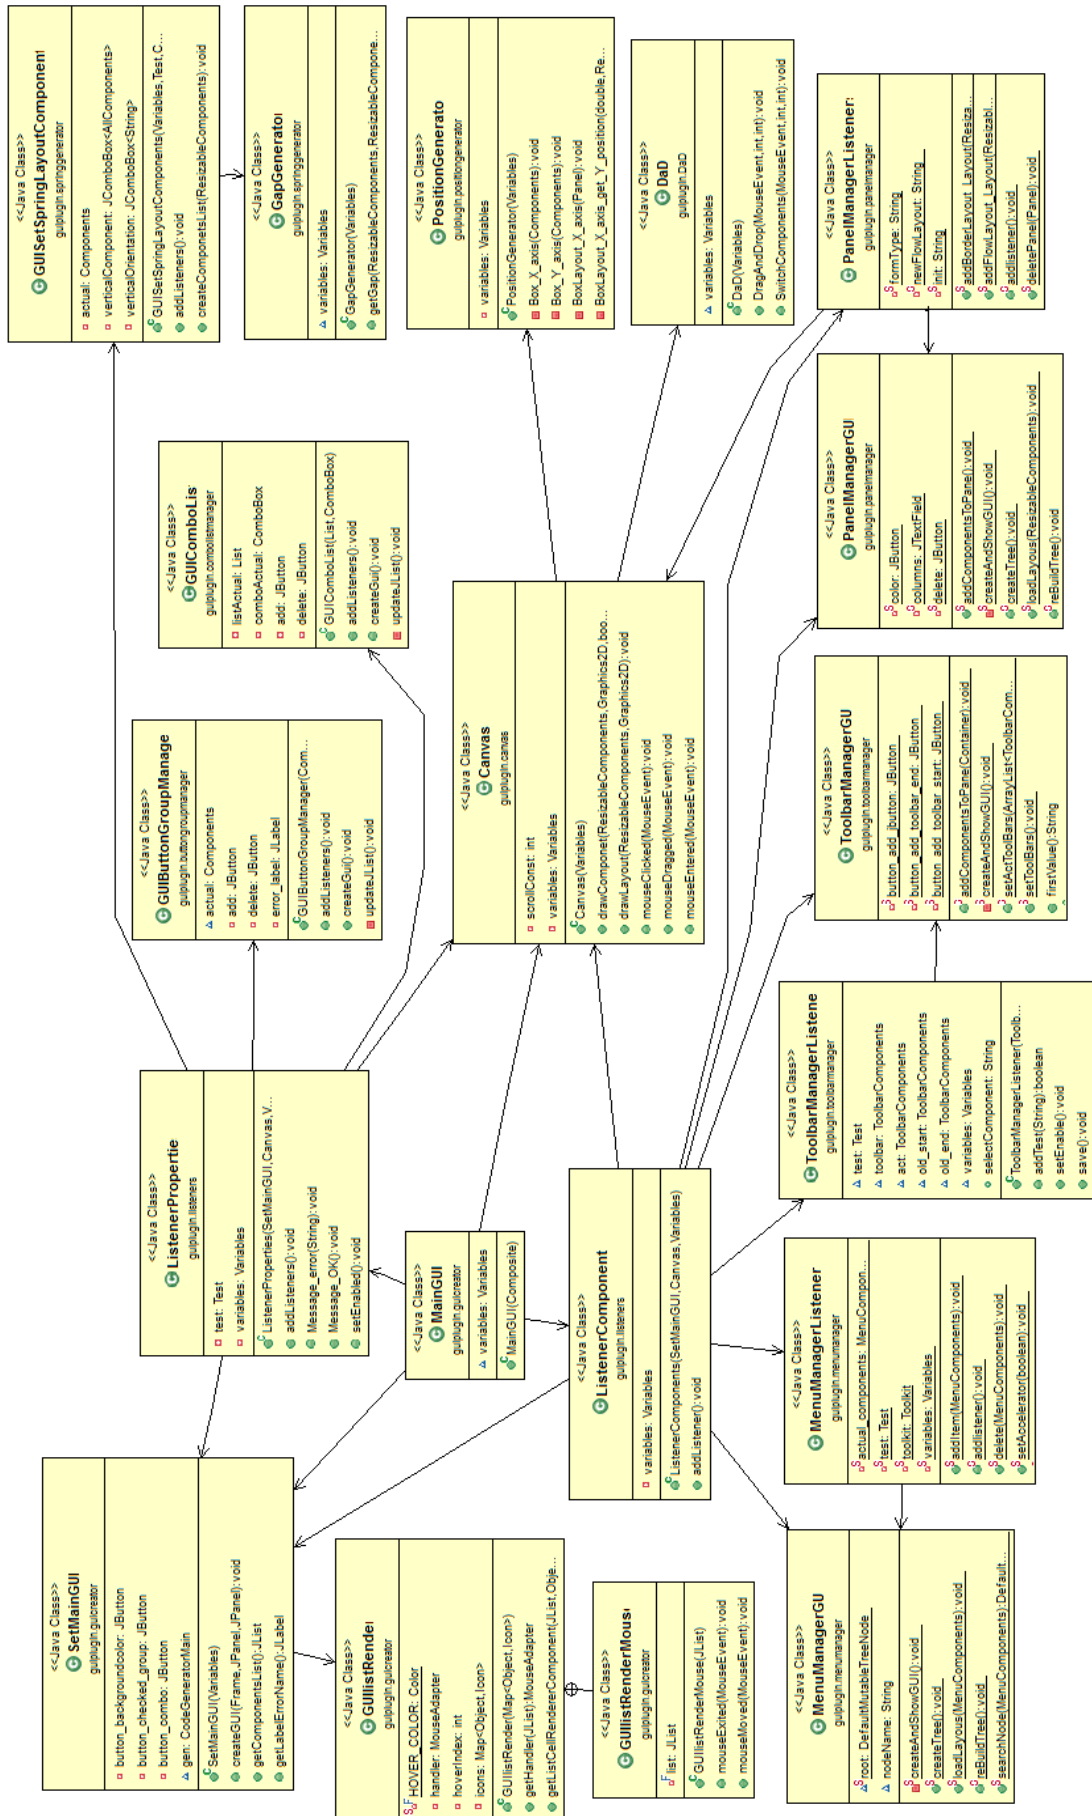 <<Java Class>>
SetMainGUI
guiplugin.guicreator
button_backgroundcolor: JButton
button_checked_group: JButton
button_combo: JButton
gen: CodeGeneratorMain
SetMainGUI(Variables)
createGUI(Frame,JPanel,JPanel):void
getComponentsList():JList
getLabelErrorName():JLabel
<<Java Class>>
GUIlistRender
guiplugin.guicreator
HOVER_COLOR: Color
handler: MouseAdapter
hoverIndex: int
icons: Map<Object,Icon>
GUIlistRender(Map<Object,Icon>)
getHandler(JList):MouseAdapter
getCellRendererComponent(JList,Obje...
<<Java Class>>
GUIlistRenderMouse
guiplugin.guicreator
list: JList
GUIlistRenderMouse(JList)
mouseExited(MouseEvent):void
mouseMoved(MouseEvent):void
<<Java Class>>
MenuManagerGU
guiplugin.menumanager
root: DefaultMutableTreeNode
nodeName: String
createAndShowGUI():void
createTree():void
loadLayous(MenuComponents):void
reBuildTree():void
searchNode(MenuComponents):Default...
<<Java Class>>
ListenerPropertie
guiplugin.listeners
test: Test
variables: Variables
ListenerProperties(SetMainGUI,Canvas,V...
addListeners():void
Message_error(String):void
Message_OK():void
setEnabled():void
<<Java Class>>
MainGUI
guiplugin.guicreator
variables: Variables
MainGUI(Composite)
<<Java Class>>
ListenerComponent
guiplugin.listeners
variables: Variables
ListenerComponents(SetMainGUI,Canvas,Variables)
addListener():void
<<Java Class>>
MenuManagerListener
guiplugin.menumanager
actual_components: MenuCompon...
test: Test
toolkit: Toolkit
variables: Variables
addItem(MenuComponents):void
addlistener():void
delete(MenuComponents):void
setAccelerator(boolean):void
<<Java Class>>
ToolbarManagerListene
guiplugin.toolbarmanager
test: Test
toolbar: ToolbarComponents
act: ToolbarComponents
old_start: ToolbarComponents
old_end: ToolbarComponents
variables: Variables
selectComponent: String
ToolbarManagerListener(Toolb...
addTest(String):boolean
setEnable():void
save():void
<<Java Class>>
GUIButtonGroupManage
guiplugin.buttongroupmanager
actual: Components
add: JButton
delete: JButton
error_label: JLabel
GUIButtonGroupManager(Com...
addListeners():void
createGui():void
updateJList():void
<<Java Class>>
GUIComboLis
guiplugin.combolistmanager
listActual: List
comboActual: ComboBox
add: JButton
delete: JButton
GUIComboList(List,ComboBox)
addListeners():void
createGui():void
updateJList():void
<<Java Class>>
Canvas
guiplugin.canvas
scrollConst: int
variables: Variables
Canvas(Variables)
drawComponet(ResizableComponents,Graphics2D,boo...
drawLayout(ResizableComponents,Graphics2D):void
mouseClicked(MouseEvent):void
mouseDragged(MouseEvent):void
mouseEntered(MouseEvent):void
<<Java Class>>
ToolbarManagerGU
guiplugin.toolbarmanager
button_add_jbutton: JButton
button_add_toolbar_end: JButton
button_add_toolbar_start: JButton
addComponentsToPanel(Container):void
createAndShowGUI():void
setActToolBars(ArrayList<ToolbarCom...
setToolBars():void
firstValue():String
<<Java Class>>
PanelManagerGUI
guiplugin.panelmanager
color: JButton
columns: JTextField
delete: JButton
addComponentsToPane():void
createAndShowGUI():void
createTree():void
loadLayous(ResizableComponents):void
reBuildTree():void
<<Java Class>>
GUISetSpringLayoutComponent
guiplugin.springgenerator
actual: Components
verticalComponent: JComboBox<AllComponents>
verticalOrientation: JComboBox<String>
GUISetSpringLayoutComponents(Variables,Test,C...
addListeners():void
createComponetsList(ResizableComponents):void
<<Java Class>>
GapGenerator
guiplugin.springgenerator
variables: Variables
GapGenerator(Variables)
getGap(ResizableComponents,ResizableCompone...
<<Java Class>>
PositionGenerato
guiplugin.positiongenerator
variables: Variables
PositionGenerator(Variables)
Box_X_axis(Components):void
Box_Y_axis(Components):void
BoxLayout_X_axis(Panel):void
BoxLayout_X_axis_get_Y_position(double,Re...
<<Java Class>>
DaD
guiplugin.DaD
variables: Variables
DaD(Variables)
DragAndDrop(MouseEvent,int,int):void
SwitchComponents(MouseEvent,int,int):void
<<Java Class>>
PanelManagerListener
guiplugin.panelmanager
formType: String
newFlowLayout: String
init: String
addBorderLayout_Layout(Resiza...
addFlowLayout_Layout(Resizabl...
addlistener():void
deletePanel(Panel):void